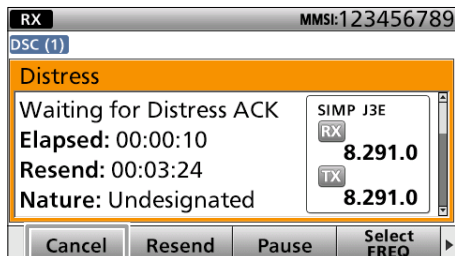 RX MMSI:123456789
DSC (1)
Distress
Waiting for Distress ACK
Elapsed: 00:00:10
Resend: 00:03:24
Nature: Undesignated
SIMP J3E
RX
8.291.0
TX
8.291.0
Cancel Resend Pause Select FREQ